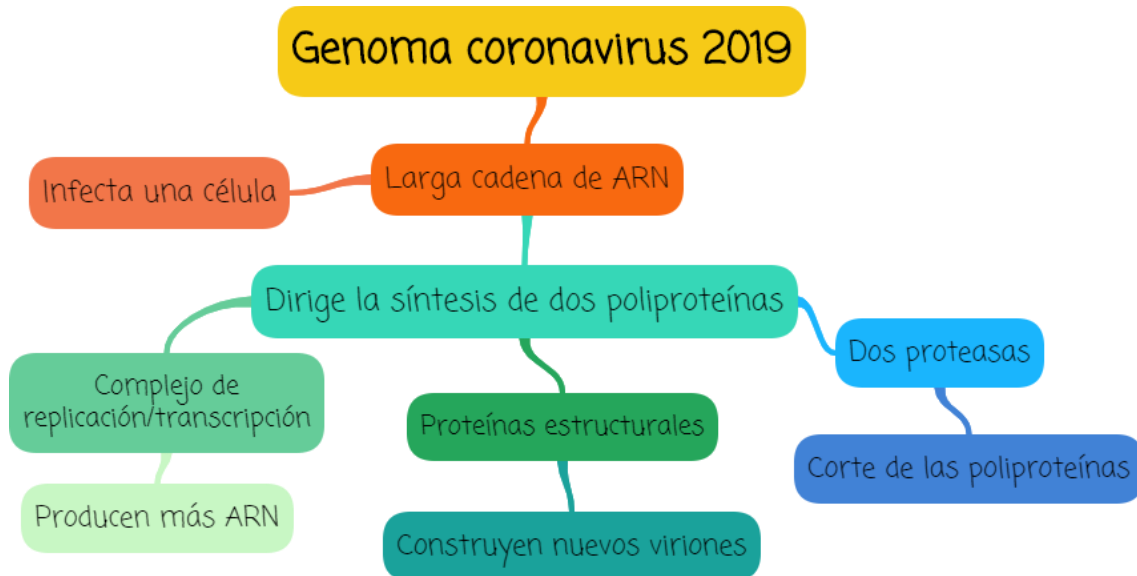 Genoma coronavirus 2019
Infecta una célula
Larga cadena de ARN
Dirige la síntesis de dos poliproteínas
Complejo de
replicación/transcripción
Producen más ARN
Proteínas estructurales
Construyen nuevos viriones
Dos proteasas
Corte de las poliproteínas